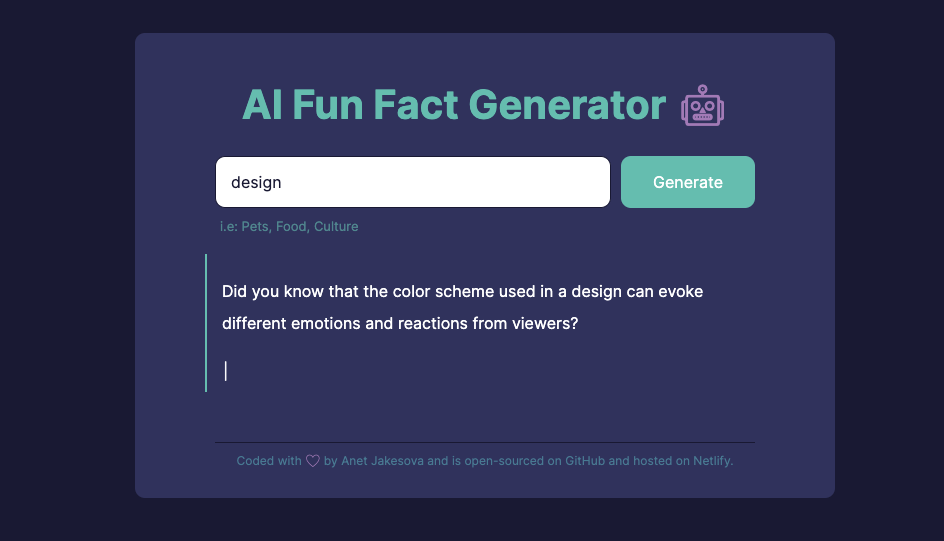 AI Fun Fact Generator
design
Generate
i.e: Pets, Food, Culture
Did you know that the color scheme used in a design can evoke
different emotions and reactions from viewers?
Coded with ♡ by Anet Jakesova and is open-sourced on GitHub and hosted on Netlify.